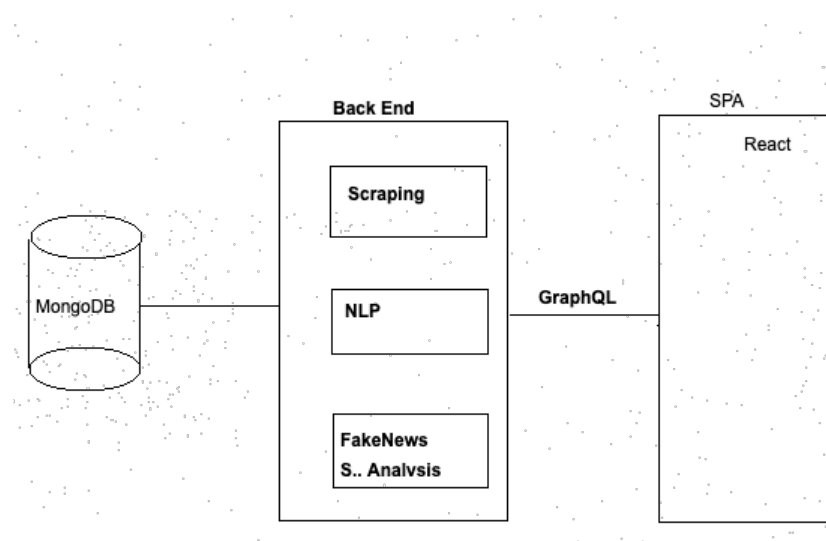 Back End
SPA
React
Scraping
MongoDB
NLP
GraphQL
FakeNews
S.. Analysis